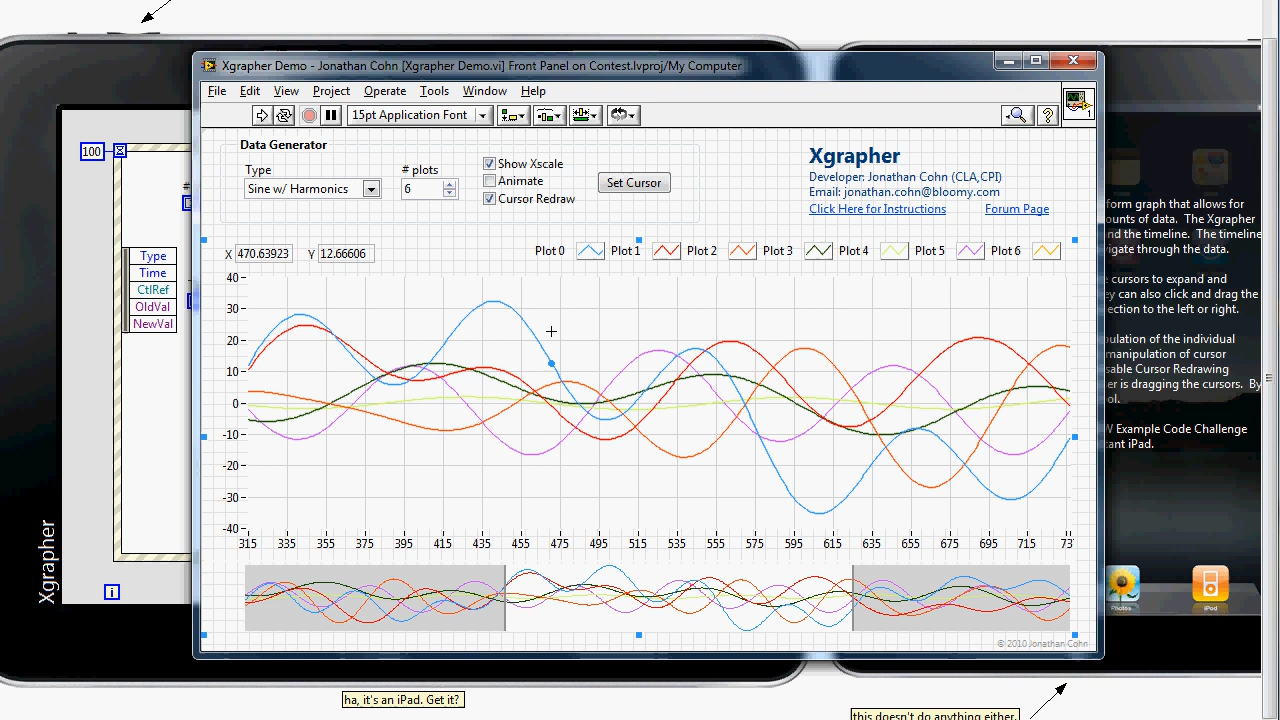 Xgrapher Demo - Jonathan Cohn [Xgrapher Demo.vi] Front Panel on Contest.lvproj/My Computer
File Edit View Project Operate Tools Window Help
15pt Application Font
1
Data Generator
Type
Sine w/ Harmonics
# plots
6
Show Xscale
Animate
Cursor Redraw
Set Cursor
Xgrapher
Developer: Jonathan Cohn (CLA,CPI)
Email: jonathan.cohn@bloomy.com
Click Here for Instructions Forum Page
X 470.63923 Y 12.66606
Plot 0 Plot 1 Plot 2 Plot 3 Plot 4 Plot 5 Plot 6
40
30
20
10
0
-10
-20
-30
-40
315 335 355 375 395 415 435 455 475 495 515 535 555 575 595 615 635 655 675 695 715 73
© 2010 Jonathan Cohn
100
#
Type
Time
CtlRef
OldVal
NewVal
i
Xgrapher
form graph that allows for
ounts of data. The Xgrapher
nd the timeline. The timeline
vigate through the data.
e cursors to expand and
ey can also click and drag the
ection to the left or right.
pulation of the individual
manipulation of cursor
sable Cursor Redrawing
er is dragging the cursors. By
ol.
W Example Code Challenge
tant iPad.
Photos iPod
ha, it's an iPad. Get it?
this doesn't do anything either.